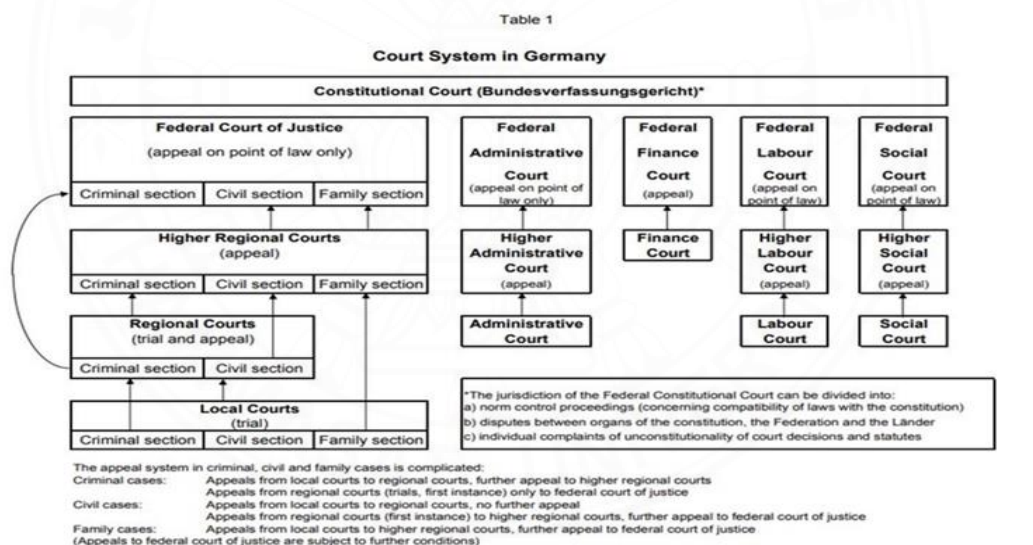 Table 1
Court System in Germany
Constitutional Court (Bundesverfassungsgericht)*
Federal Court of Justice
(appeal on point of law only)
Criminal section
Civil section
Family section
Federal
Administrative
Court
(appeal on point of
law only)
Federal
Finance
Court
(appeal)
Federal
Labour
Court
(appeal on
point of law)
Federal
Social
Court
(appeal on
point of law)
Higher Regional Courts
(appeal)
Criminal section
Civil section
Family section
Higher
Administrative
Court
(appeal)
Finance
Court
Higher
Labour
Court
(appeal)
Higher
Social
Court
(appeal)
Regional Courts
(trial and appeal)
Criminal section
Civil section
Administrative
Court
Labour
Court
Social
Court
Local Courts
(trial)
Criminal section
Civil section
Family section
*The jurisdiction of the Federal Constitutional Court can be divided into:
a) norm control proceedings (concerning compatibility of laws with the constitution)
b) disputes between organs of the constitution, the Federation and the Länder
c) individual complaints of unconstitutionality of court decisions and statutes
The appeal system in criminal, civil and family cases is complicated:
Criminal cases: Appeals from local courts to regional courts, further appeal to higher regional courts
Appeals from regional courts (trials, first instance) only to federal court of justice
Civil cases: Appeals from local courts to regional courts, no further appeal
Appeals from regional courts (first instance) to higher regional courts, further appeal to federal court of justice
Family cases: Appeals from local courts to higher regional courts, further appeal to federal court of justice
(Appeals to federal court of justice are subject to further conditions)